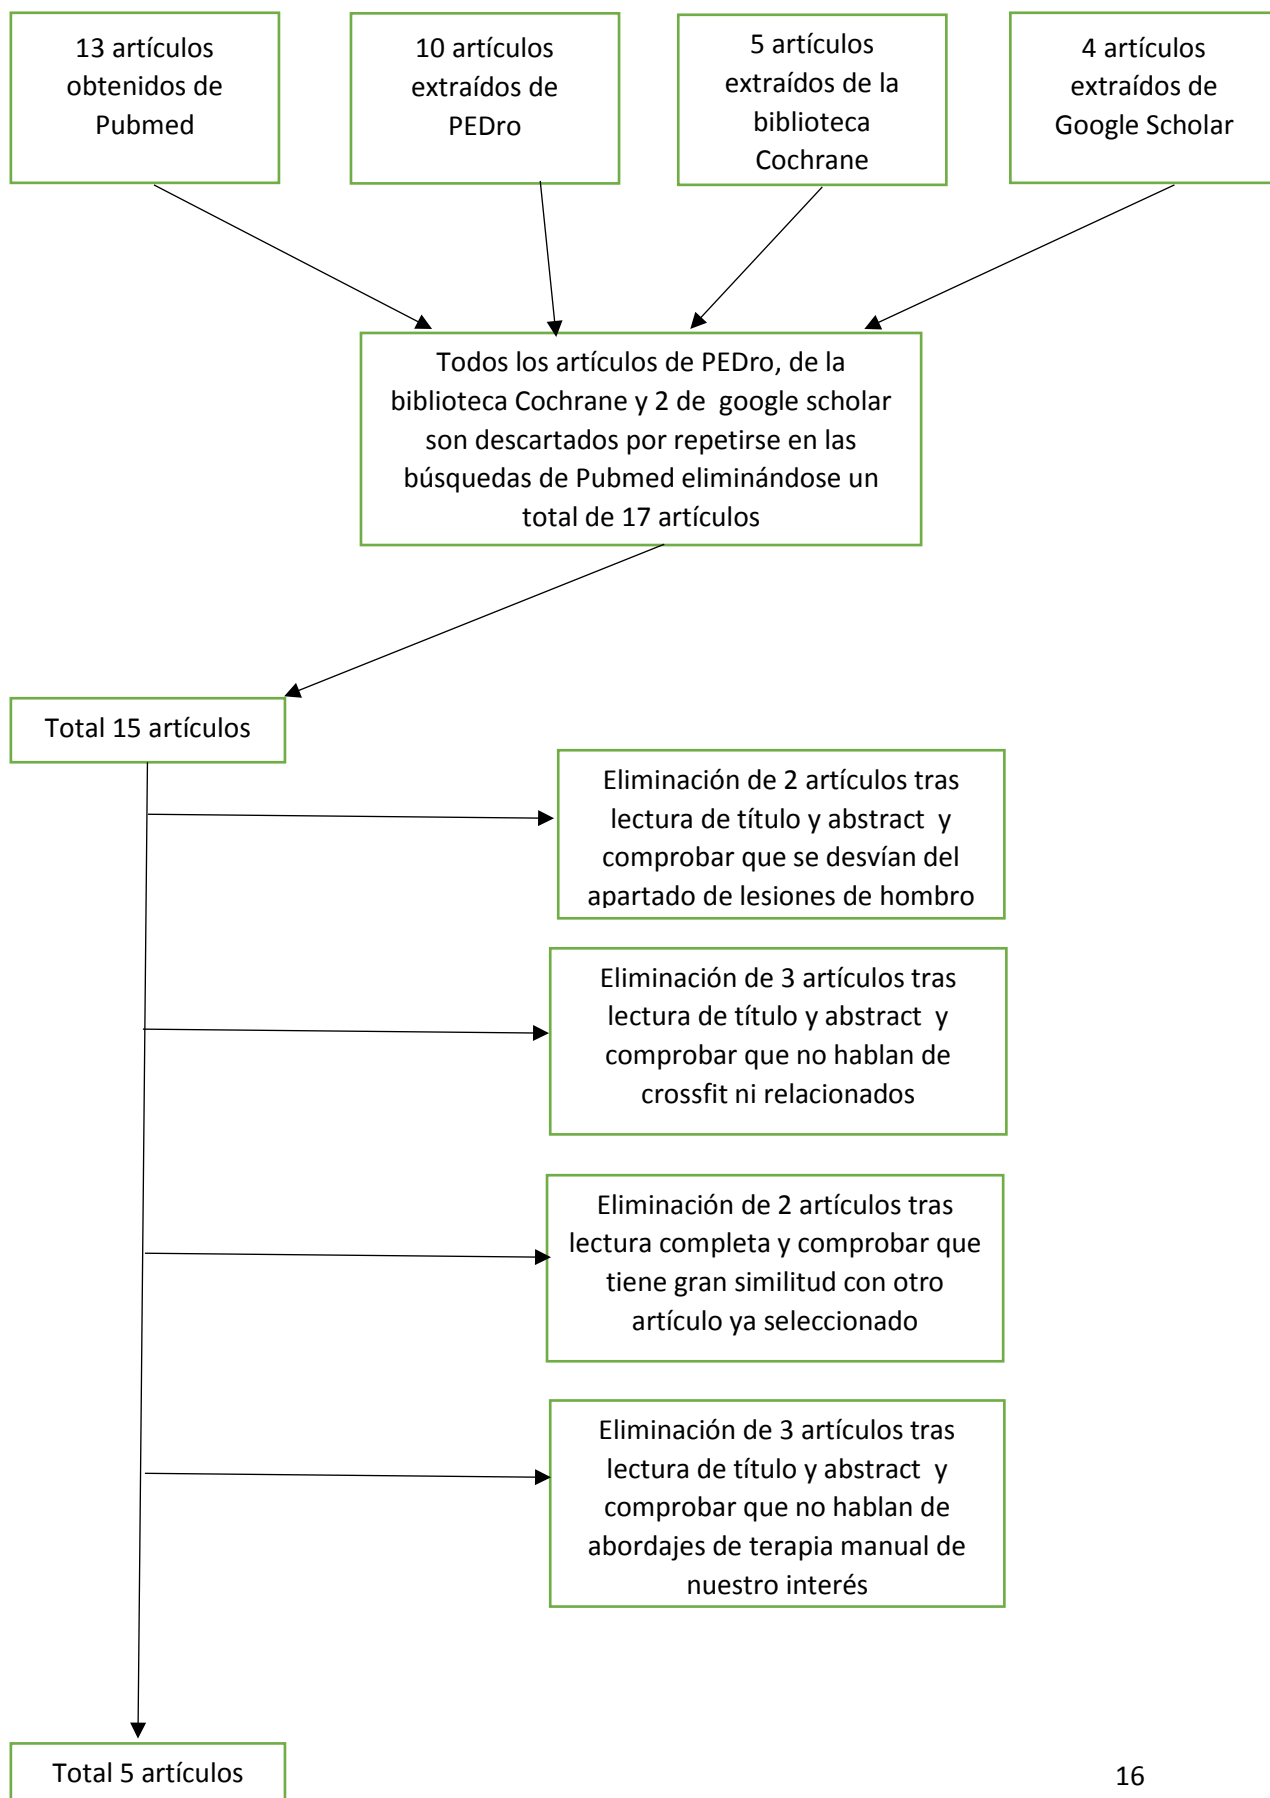 13 artículos
obtenidos de
Pubmed
10 artículos
extraídos de
PEDro
5 artículos
extraídos de la
biblioteca
Cochrane
4 artículos
extraídos de
Google Scholar
Todos los artículos de PEDro, de la
biblioteca Cochrane y 2 de google scholar
son descartados por repetirse en las
búsquedas de Pubmed eliminándose un
total de 17 artículos
Total 15 artículos
Eliminación de 2 artículos tras
lectura de título y abstract y
comprobar que se desvían del
apartado de lesiones de hombro
Eliminación de 3 artículos tras
lectura de título y abstract y
comprobar que no hablan de
crossfit ni relacionados
Eliminación de 2 artículos tras
lectura completa y comprobar que
tiene gran similitud con otro
artículo ya seleccionado
Eliminación de 3 artículos tras
lectura de título y abstract y
comprobar que no hablan de
abordajes de terapia manual de
nuestro interés
Total 5 artículos
16